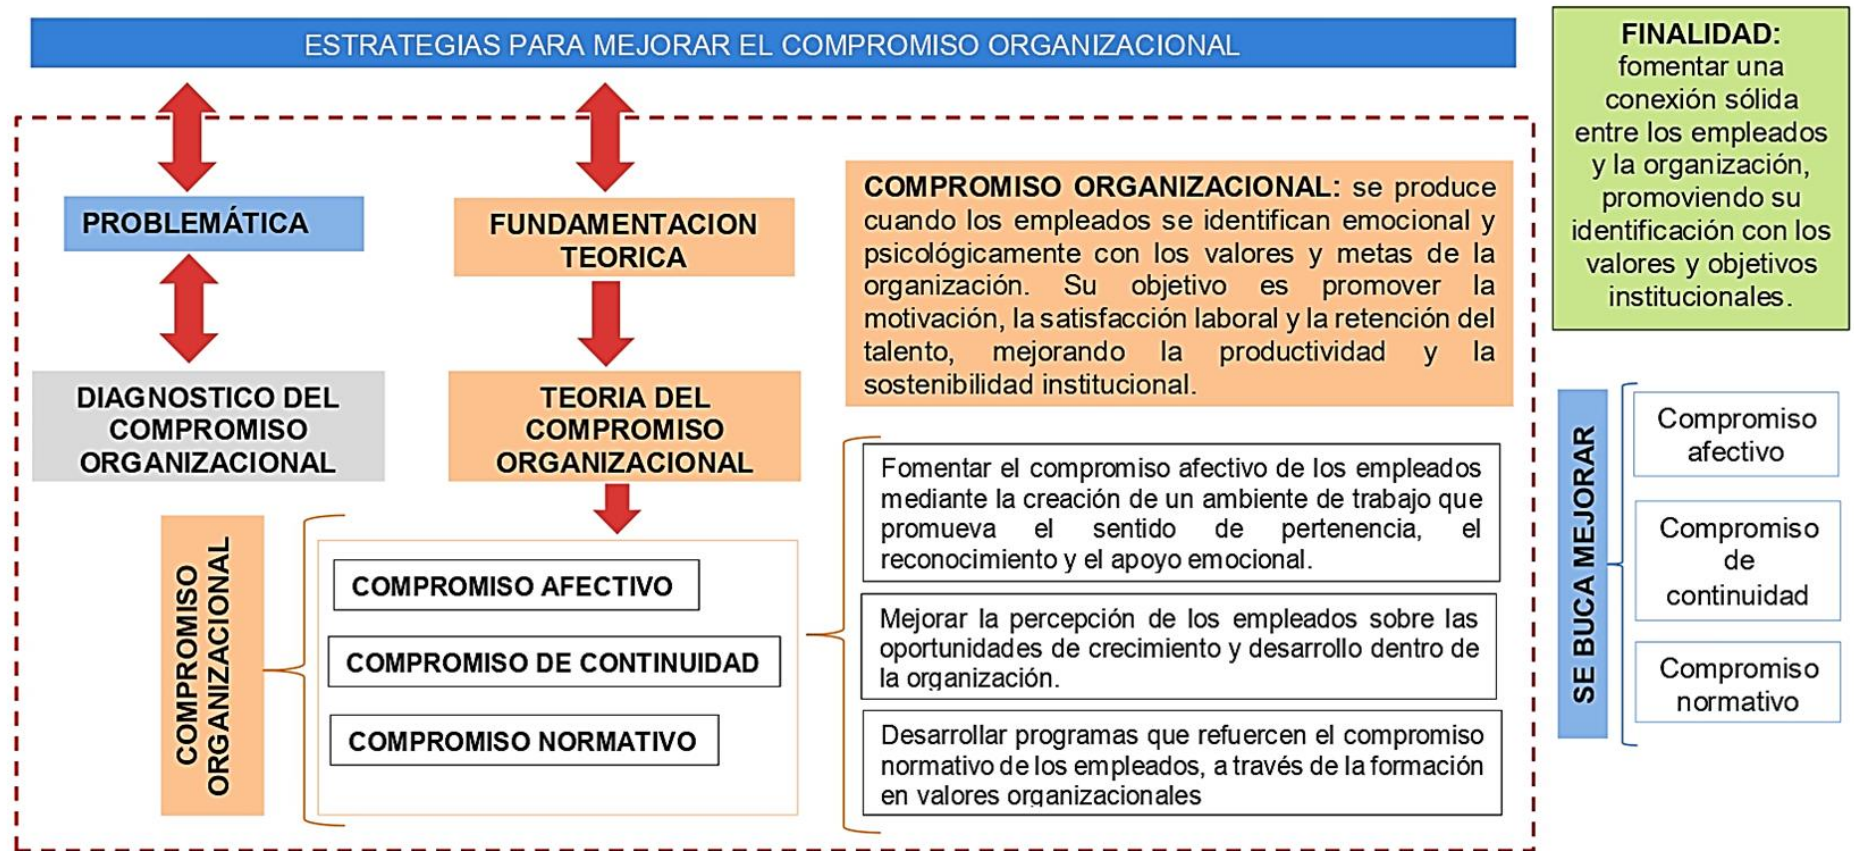 ESTRATEGIAS PARA MEJORAR EL COMPROMISO ORGANIZACIONAL
PROBLEMÁTICA
DIAGNOSTICO DEL
COMPROMISO
ORGANIZACIONAL
FUNDAMENTACION
TEORICA
TEORIA DEL
COMPROMISO
ORGANIZACIONAL
COMPROMISO ORGANIZACIONAL: se produce
cuando los empleados se identifican emocional y
psicológicamente con los valores y metas de la
organización. Su objetivo es promover la
motivación, la satisfacción laboral y la retención del
talento, mejorando la productividad y la
sostenibilidad institucional.
COMPROMISO
ORGANIZACIONAL
COMPROMISO AFECTIVO
COMPROMISO DE CONTINUIDAD
COMPROMISO NORMATIVO
Fomentar el compromiso afectivo de los empleados
mediante la creación de un ambiente de trabajo que
promueva el sentido de pertenencia, el
reconocimiento y el apoyo emocional.
Mejorar la percepción de los empleados sobre las
oportunidades de crecimiento y desarrollo dentro de
la organización.
Desarrollar programas que refuercen el compromiso
normativo de los empleados, a través de la formación
en valores organizacionales
FINALIDAD:
fomentar una
conexión sólida
entre los empleados
y la organización,
promoviendo su
identificación con los
valores y objetivos
institucionales.
SE BUCA MEJORAR
Compromiso
afectivo
Compromiso
de
continuidad
Compromiso
normativo